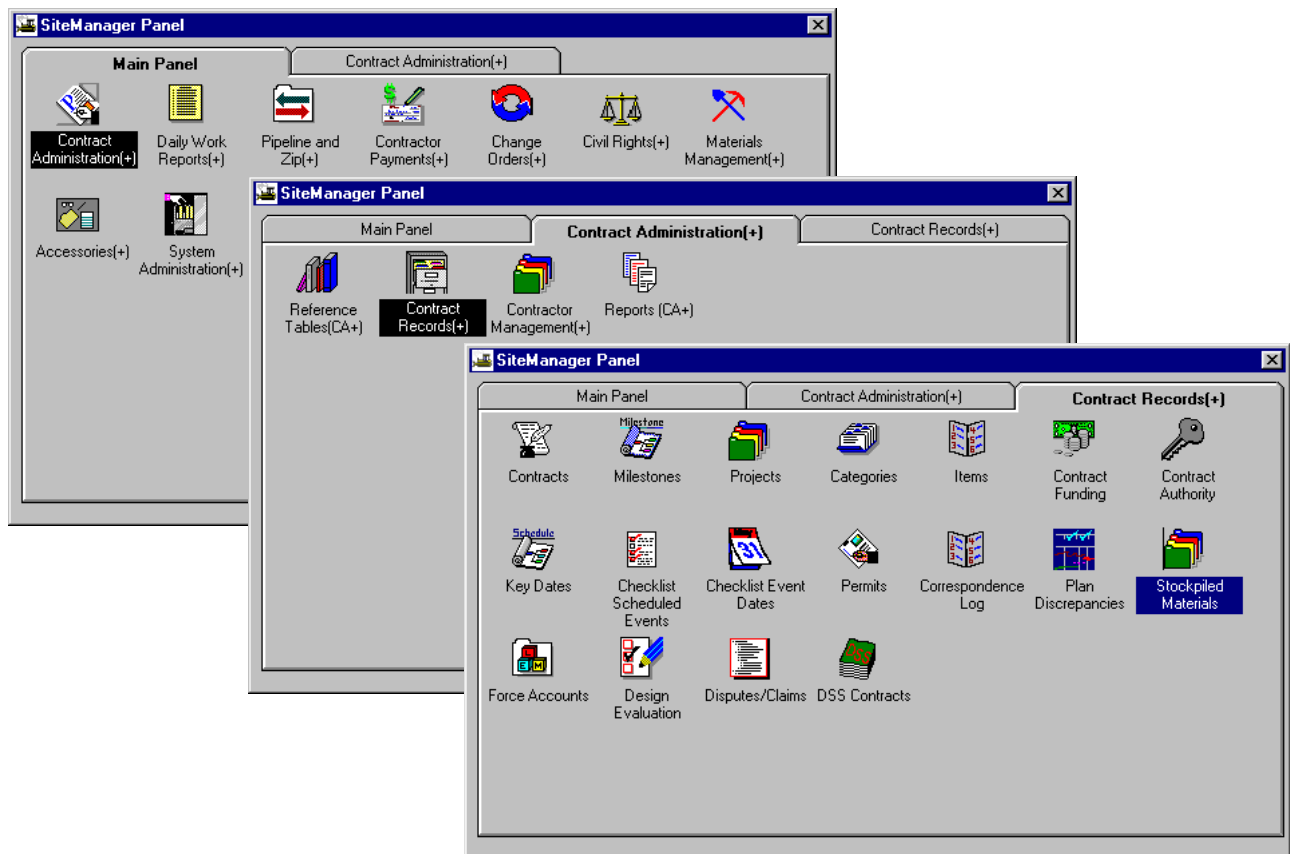 SiteManager Panel
Main Panel
Contract Administration(+)
Contract
Administration(+)
Daily Work
Reports(+)
Pipeline and
Zip(+)
Contractor
Payments(+)
Change
Orders(+)
Civil Rights(+)
Materials
Management(+)
Accessories(+)
System
Administration(+)
SiteManager Panel
Main Panel
Contract Administration(+)
Contract Records(+)
Reference
Tables(CA+)
Contract
Records(+)
Contractor
Management(+)
Reports (CA+)
SiteManager Panel
Main Panel
Contract Administration(+)
Contract Records(+)
Contracts
Milestone
Milestones
Projects
Categories
Items
Contract
Funding
Contract
Authority
Schedule
Key Dates
Checklist
Scheduled
Events
31
Checklist Event
Dates
Permits
Correspondence
Log
Plan
Discrepancies
Stockpiled
Materials
L
E M
Force Accounts
Design
Evaluation
Disputes/Claims
DSS
DSS Contracts